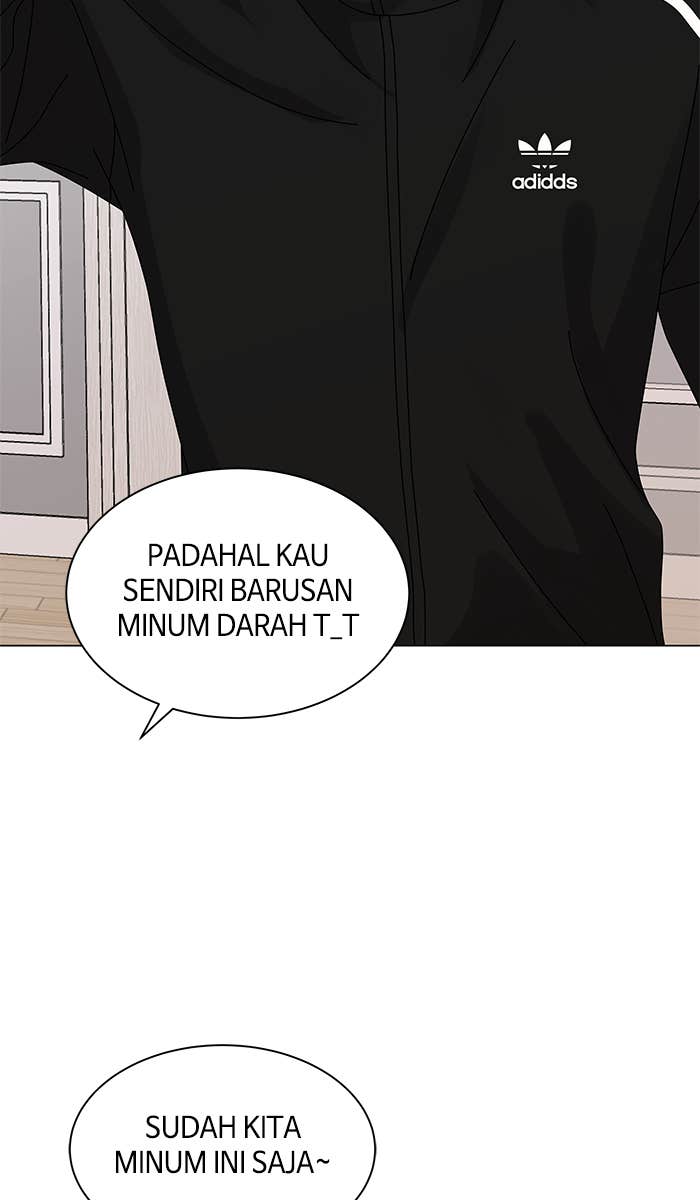 adidds
PADAHAL KAU
SENDIRI BARUSAN
MINUM DARAH T_T
SUDAH KITA
MINUM INI SAJA~